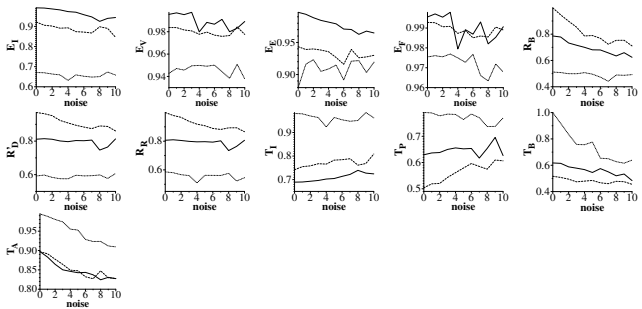 E_I
0.9
0.8
0.7
0.6
0 2 4 6 8 10
noise
E_V
0.98
0.96
0.94
0 2 4 6 8 10
noise
E_E
0.95
0.90
0 2 4 6 8 10
noise
E_F
0.99
0.98
0.97
0.96
0 2 4 6 8 10
noise
R_B
0.8
0.6
0.4
0 2 4 6 8 10
noise
R'_D
0.8
0.6
0 2 4 6 8 10
noise
R_R
0.8
0.6
0 2 4 6 8 10
noise
T_I
0.9
0.8
0.7
0 2 4 6 8 10
noise
T_P
0.7
0.6
0.5
0 2 4 6 8 10
noise
T_B
1.0
0.8
0.6
0.4
0 2 4 6 8 10
noise
T_A
0.95
0.90
0.85
0.80
0 2 4 6 8 10
noise